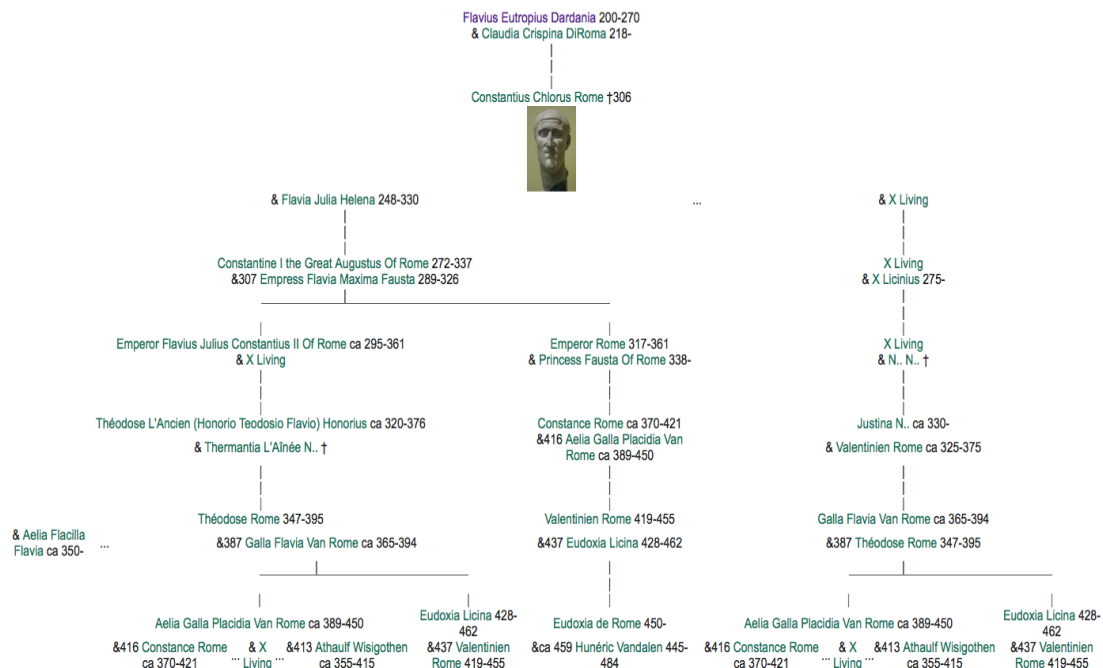 Flavius Eutropius Dardania 200-270
& Claudia Crispina DiRoma 218-
Constantius Chlorus Rome †306
& Flavia Julia Helena 248-330
...
& X Living
Constantine I the Great Augustus Of Rome 272-337
&307 Empress Flavia Maxima Fausta 289-326
X Living
& X Licinius 275-
Emperor Flavius Julius Constantius II Of Rome ca 295-361
& X Living
Emperor Rome 317-361
& Princess Fausta Of Rome 338-
X Living
& N.. N.. †
Théodose L'Ancien (Honorio Teodosio Flavio) Honorius ca 320-376
& Thermantia L'Aînée N.. †
Constance Rome ca 370-421
&416 Aelia Galla Placidia Van
Rome ca 389-450
Justina N.. ca 330-
& Valentinien Rome ca 325-375
& Aelia Flacilla
Flavia ca 350-
...
Théodose Rome 347-395
&387 Galla Flavia Van Rome ca 365-394
Valentinien Rome 419-455
&437 Eudoxia Licina 428-462
Galla Flavia Van Rome ca 365-394
&387 Théodose Rome 347-395
Aelia Galla Placidia Van Rome ca 389-450
&416 Constance Rome
ca 370-421
...
& X
Living
...
&413 Athaulf Wisigothen
ca 355-415
Eudoxia Licina 428-
462
&437 Valentinien
Rome 419-455
Eudoxia de Rome 450-
&ca 459 Hunéric Vandalen 445-
484
Aelia Galla Placidia Van Rome ca 389-450
&416 Constance Rome
ca 370-421
...
& X
Living
...
&413 Athaulf Wisigothen
ca 355-415
Eudoxia Licina 428-
462
&437 Valentinien
Rome 419-455